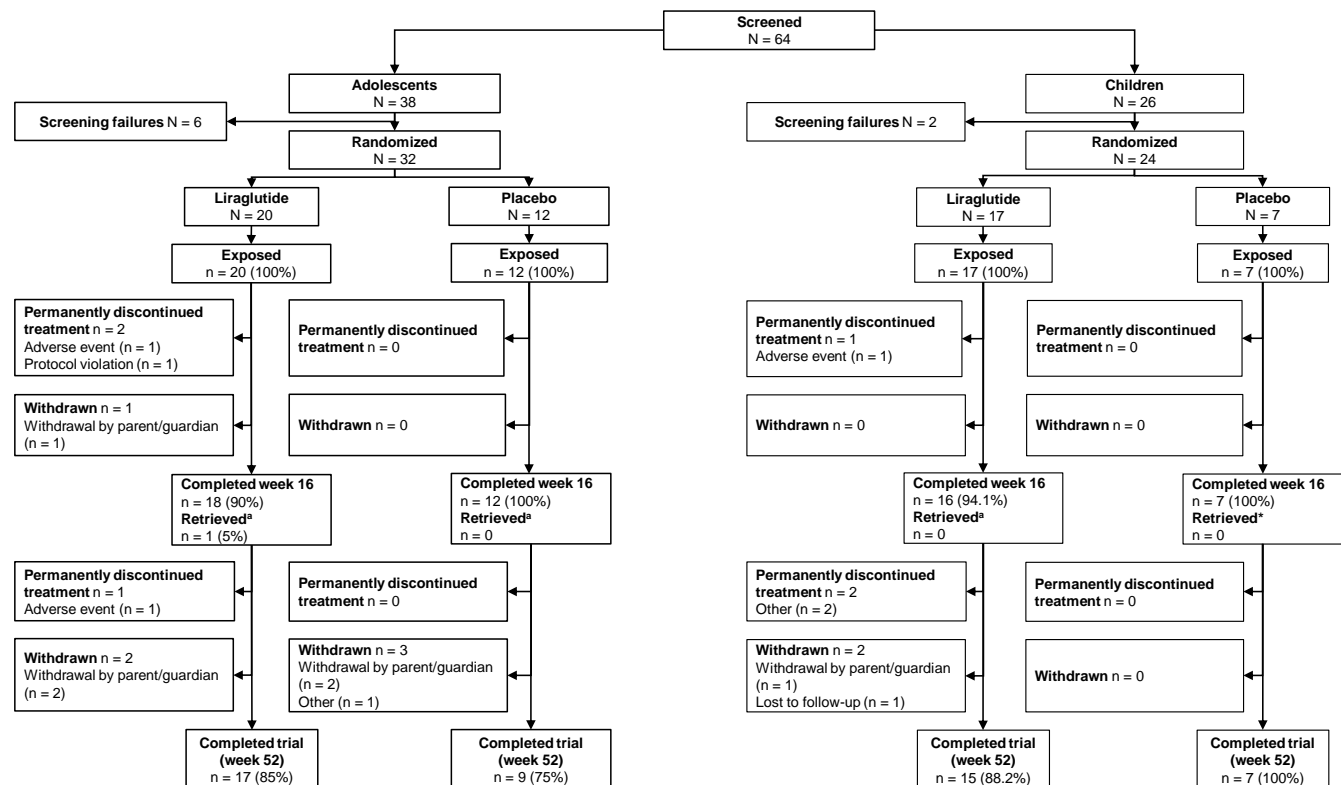 Screened
N = 64
Adolescents
N = 38
Children
N = 26
Screening failures N = 6
Screening failures N = 2
Randomized
N = 32
Randomized
N = 24
Liraglutide
N = 20
Placebo
N = 12
Liraglutide
N = 17
Placebo
N = 7
Exposed
n = 20 (100%)
Exposed
n = 12 (100%)
Exposed
n = 17 (100%)
Exposed
n = 7 (100%)
Permanently discontinued
treatment n = 2
Adverse event (n = 1)
Protocol violation (n = 1)
Permanently discontinued
treatment n = 0
Permanently discontinued
treatment n = 1
Adverse event (n = 1)
Permanently discontinued
treatment n = 0
Withdrawn n = 1
Withdrawal by parent/guardian
(n = 1)
Withdrawn n = 0
Withdrawn n = 0
Withdrawn n = 0
Completed week 16
n = 18 (90%)
Retrievedᵃ
n = 1 (5%)
Completed week 16
n = 12 (100%)
Retrievedᵃ
n = 0
Completed week 16
n = 16 (94.1%)
Retrievedᵃ
n = 0
Completed week 16
n = 7 (100%)
Retrieved*
n = 0
Permanently discontinued
treatment n = 1
Adverse event (n = 1)
Permanently discontinued
treatment n = 0
Permanently discontinued
treatment n = 2
Other (n = 2)
Permanently discontinued
treatment n = 0
Withdrawn n = 2
Withdrawal by parent/guardian
(n = 2)
Withdrawn n = 3
Withdrawal by parent/guardian
(n = 2)
Other (n = 1)
Withdrawn n = 2
Withdrawal by parent/guardian
(n = 1)
Lost to follow-up (n = 1)
Withdrawn n = 0
Completed trial
(week 52)
n = 17 (85%)
Completed trial
(week 52)
n = 9 (75%)
Completed trial
(week 52)
n = 15 (88.2%)
Completed trial
(week 52)
n = 7 (100%)